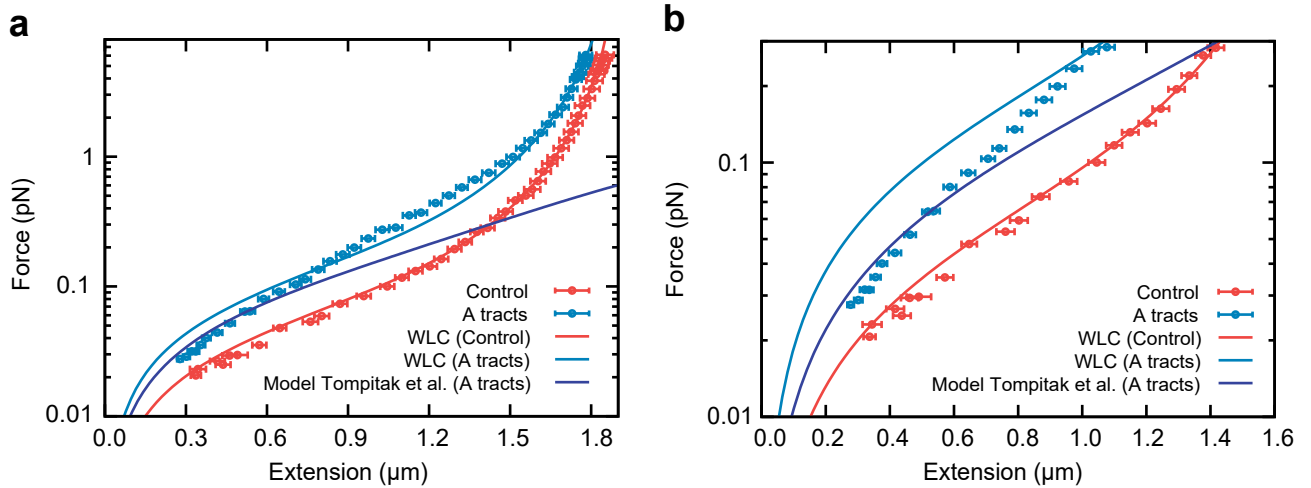 a
Force (pN)
1
0.1
0.01
Control
A tracts
WLC (Control)
WLC (A tracts)
Model Tompitak et al. (A tracts)
0.0 0.3 0.6 0.9 1.2 1.5 1.8
Extension (µm)
b
Force (pN)
0.1
0.01
Control
A tracts
WLC (Control)
WLC (A tracts)
Model Tompitak et al. (A tracts)
0.0 0.2 0.4 0.6 0.8 1.0 1.2 1.4 1.6
Extension (µm)